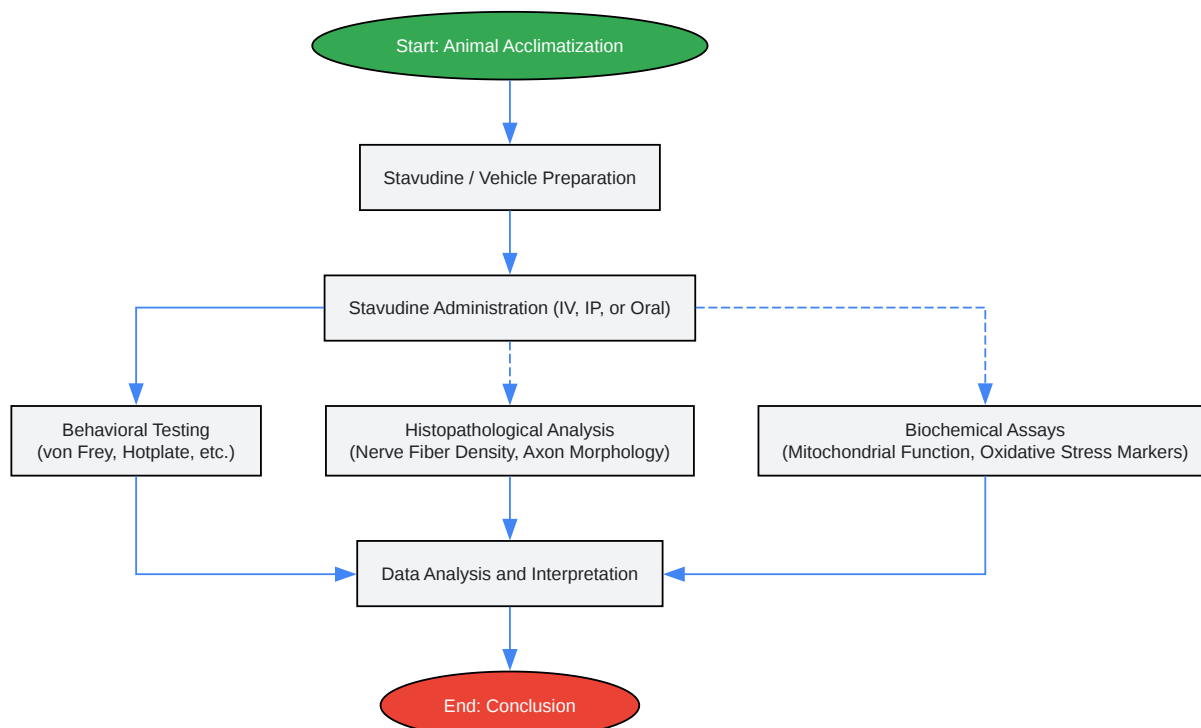 Start: Animal Acclimatization
Stavudine / Vehicle Preparation
Stavudine Administration (IV, IP, or Oral)
Behavioral Testing
(von Frey, Hotplate, etc.)
Histopathological Analysis
(Nerve Fiber Density, Axon Morphology)
Biochemical Assays
(Mitochondrial Function, Oxidative Stress Markers)
Data Analysis and Interpretation
End: Conclusion